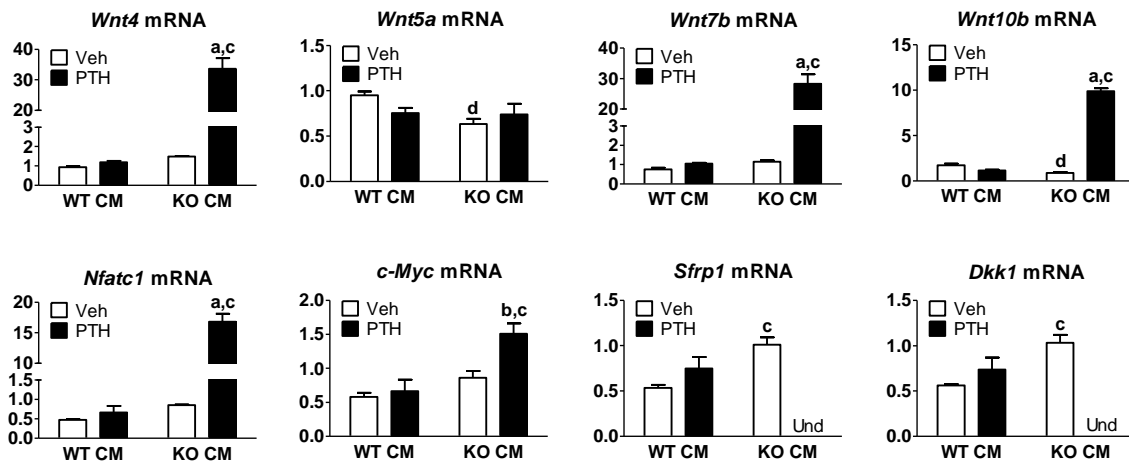 Wnt4 mRNA
40
30
20
3
2
1
0
Veh
PTH
a,c
WT CM
KO CM
Wnt5a mRNA
1.5
1.0
0.5
0.0
Veh
PTH
d
WT CM
KO CM
Wnt7b mRNA
40
30
20
3
2
1
0
Veh
PTH
a,c
WT CM
KO CM
Wnt10b mRNA
15
10
5
0
Veh
PTH
d
a,c
WT CM
KO CM
Nfatc1 mRNA
20
15
10
1.5
1.0
0.5
0.0
Veh
PTH
a,c
WT CM
KO CM
c-Myc mRNA
2.0
1.5
1.0
0.5
0.0
Veh
PTH
b,c
WT CM
KO CM
Sfrp1 mRNA
1.5
1.0
0.5
0.0
Veh
PTH
c
Und
WT CM
KO CM
Dkk1 mRNA
1.5
1.0
0.5
0.0
Veh
PTH
c
Und
WT CM
KO CM